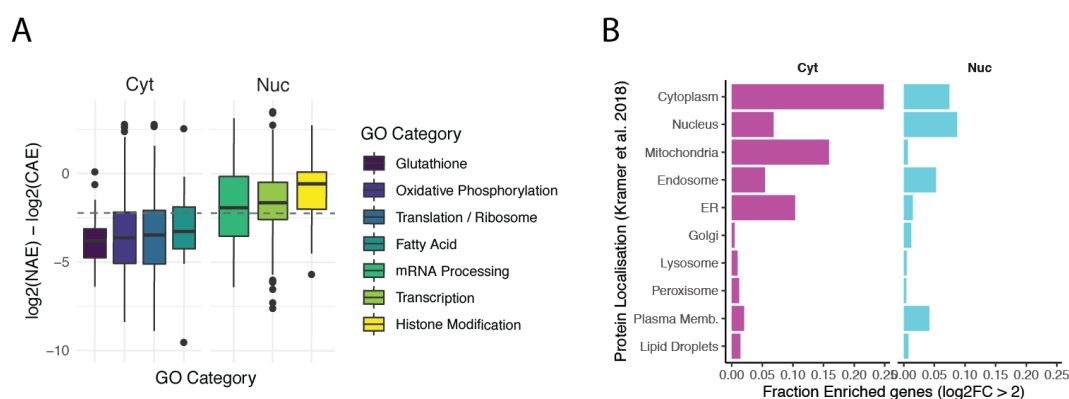 A
Cyt
Nuc
log2(NAE) − log2(CAE)
0
−5
−10
GO Category
GO Category
Glutathione
Oxidative Phosphorylation
Translation / Ribosome
Fatty Acid
mRNA Processing
Transcription
Histone Modification
B
Cyt
Nuc
Protein Localisation (Kramer et al. 2018)
Cytoplasm
Nucleus
Mitochondria
Endosome
ER
Golgi
Lysosome
Peroxisome
Plasma Memb.
Lipid Droplets
0.00 0.05 0.10 0.15 0.20 0.25
0.00 0.05 0.10 0.15 0.20 0.25
Fraction Enriched genes (log2FC > 2)